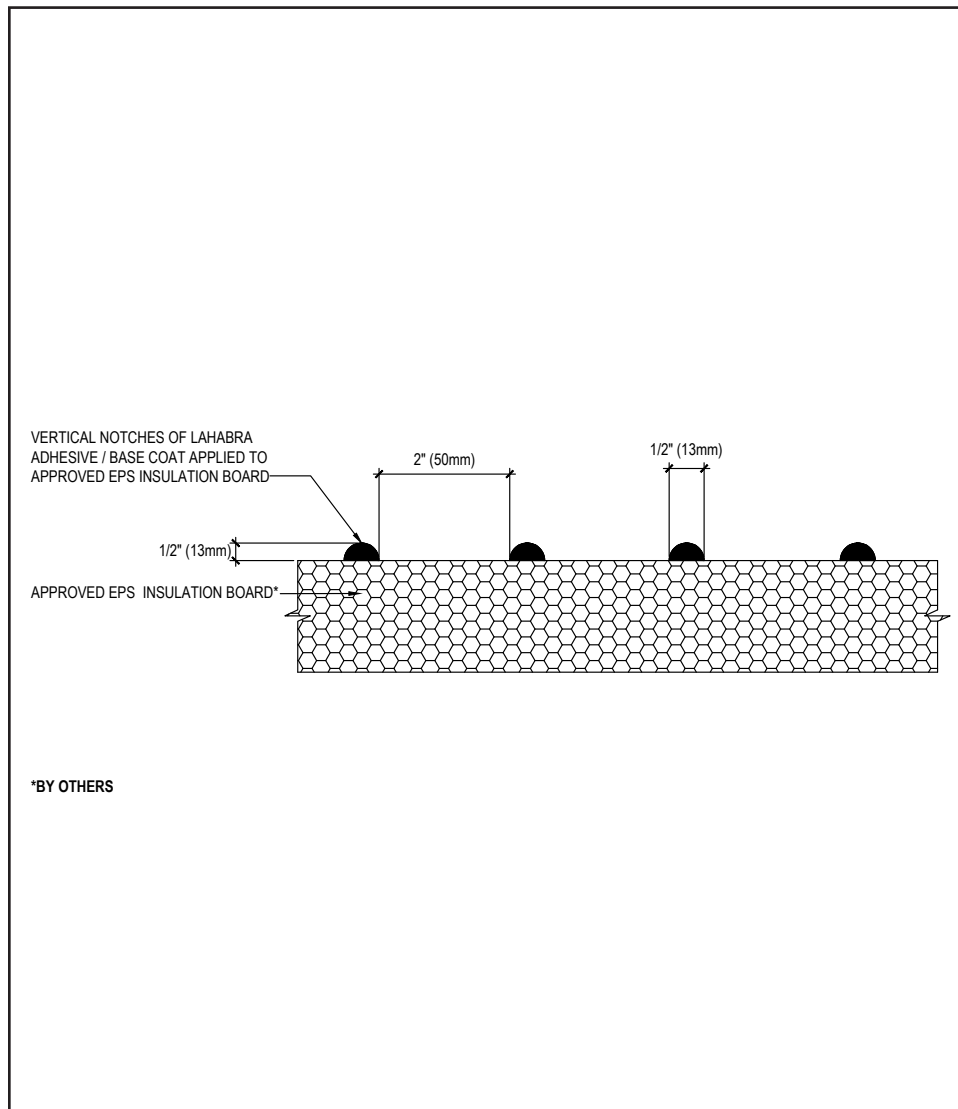 VERTICAL NOTCHES OF LAHABRA
ADHESIVE / BASE COAT APPLIED TO
APPROVED EPS INSULATION BOARD
2" (50mm)
1/2" (13mm)
1/2" (13mm)
APPROVED EPS  INSULATION BOARD*
*BY OTHERS